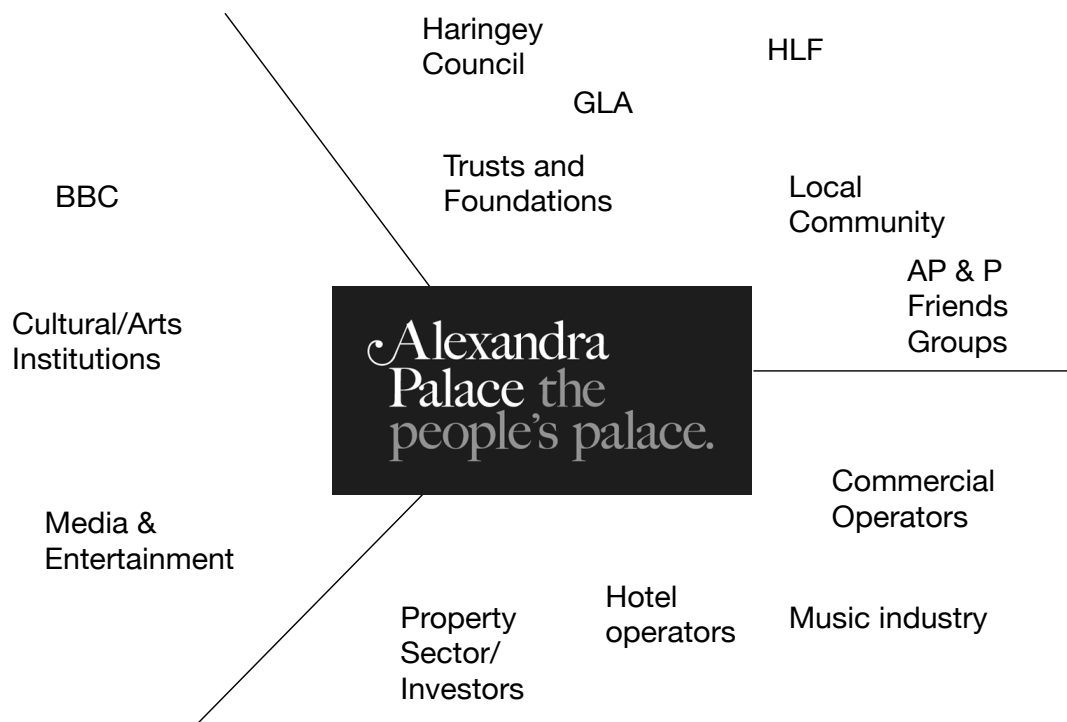 Haringey
Council
HLF
GLA
Trusts and
Foundations
BBC
Local
Community
AP & P
Friends
Groups
Cultural/Arts
Institutions
Alexandra
Palace the
people's palace.
Commercial
Operators
Media &
Entertainment
Hotel
operators
Music industry
Property
Sector/
Investors